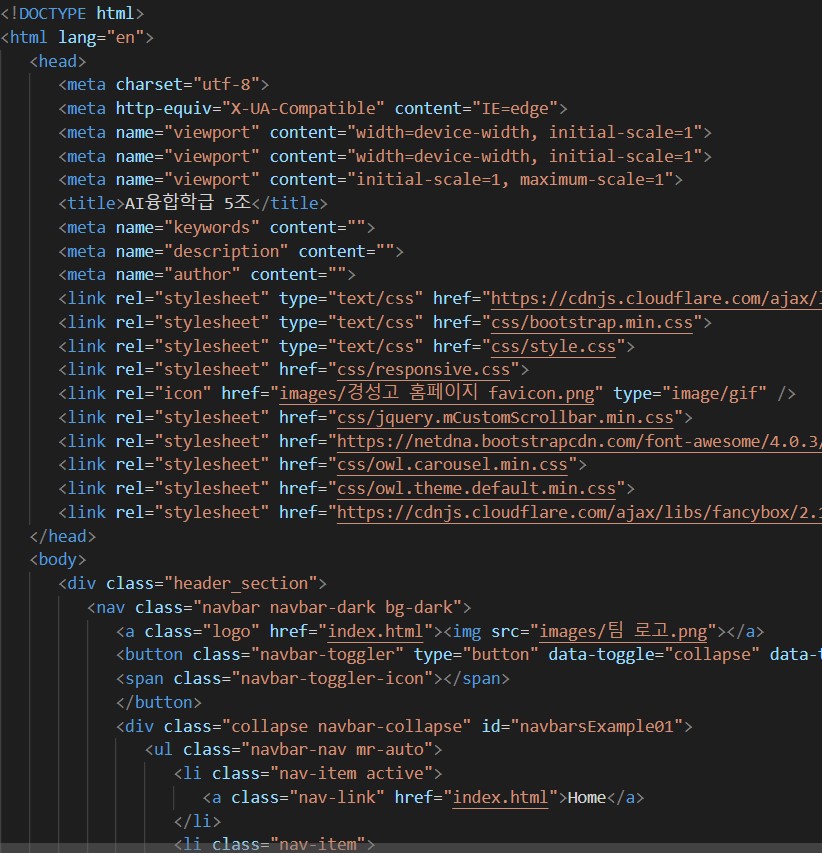 <!DOCTYPE html>
<html lang="en">
<head>
<meta charset="utf-8">
<meta http-equiv="X-UA-Compatible" content="IE=edge">
<meta name="viewport" content="width=device-width, initial-scale=1">
<meta name="viewport" content="width=device-width, initial-scale=1">
<meta name="viewport" content="initial-scale=1, maximum-scale=1">
<title>AI융합학급 5조</title>
<meta name="keywords" content="">
<meta name="description" content="">
<meta name="author" content="">
<link rel="stylesheet" type="text/css" href="https://cdnjs.cloudflare.com/ajax/l
<link rel="stylesheet" type="text/css" href="css/bootstrap.min.css">
<link rel="stylesheet" type="text/css" href="css/style.css">
<link rel="stylesheet" href="css/responsive.css">
<link rel="icon" href="images/경성고 홈페이지 favicon.png" type="image/gif" />
<link rel="stylesheet" href="css/jquery.mCustomScrollbar.min.css">
<link rel="stylesheet" href="https://netdna.bootstrapcdn.com/font-awesome/4.0.3/
<link rel="stylesheet" href="css/owl.carousel.min.css">
<link rel="stylesheet" href="css/owl.theme.default.min.css">
<link rel="stylesheet" href="https://cdnjs.cloudflare.com/ajax/libs/fancybox/2.1
</head>
<body>
<div class="header_section">
<nav class="navbar navbar-dark bg-dark">
<a class="logo" href="index.html"><img src="images/팀 로고.png"></a>
<button class="navbar-toggler" type="button" data-toggle="collapse" data-t
<span class="navbar-toggler-icon"></span>
</button>
<div class="collapse navbar-collapse" id="navbarsExample01">
<ul class="navbar-nav mr-auto">
<li class="nav-item active">
<a class="nav-link" href="index.html">Home</a>
</li>
<li class="nav-item">